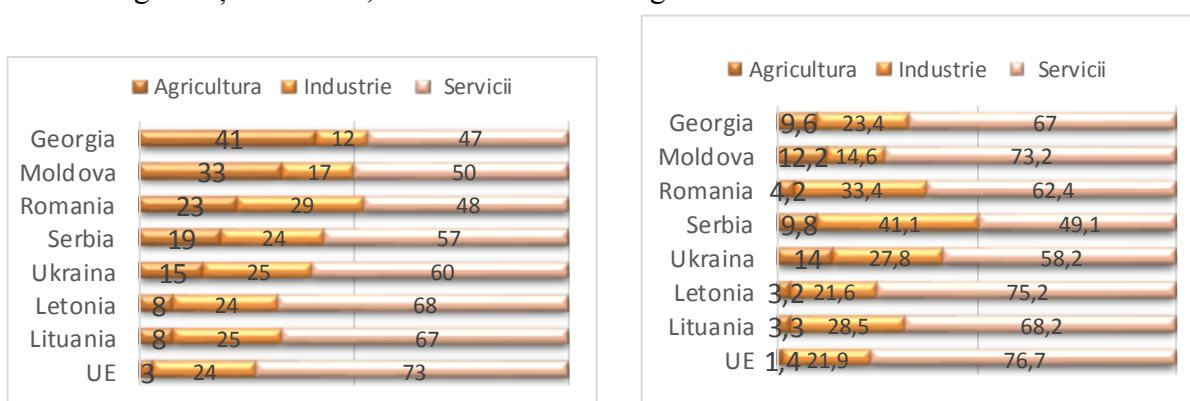 Agricultura Industrie Servicii
Georgia 41 12 47
Moldova 33 17 50
Romania 23 29 48
Serbia 19 24 57
Ukraina 15 25 60
Letonia 8 24 68
Lituania 8 25 67
UE 3 24 73
Agricultura Industrie Servicii
Georgia 9,6 23,4 67
Moldova 12,2 14,6 73,2
Romania 4,2 33,4 62,4
Serbia 9,8 41,1 49,1
Ukraina 14 27,8 58,2
Letonia 3,2 21,6 75,2
Lituania 3,3 28,5 68,2
UE 1,4 21,9 76,7